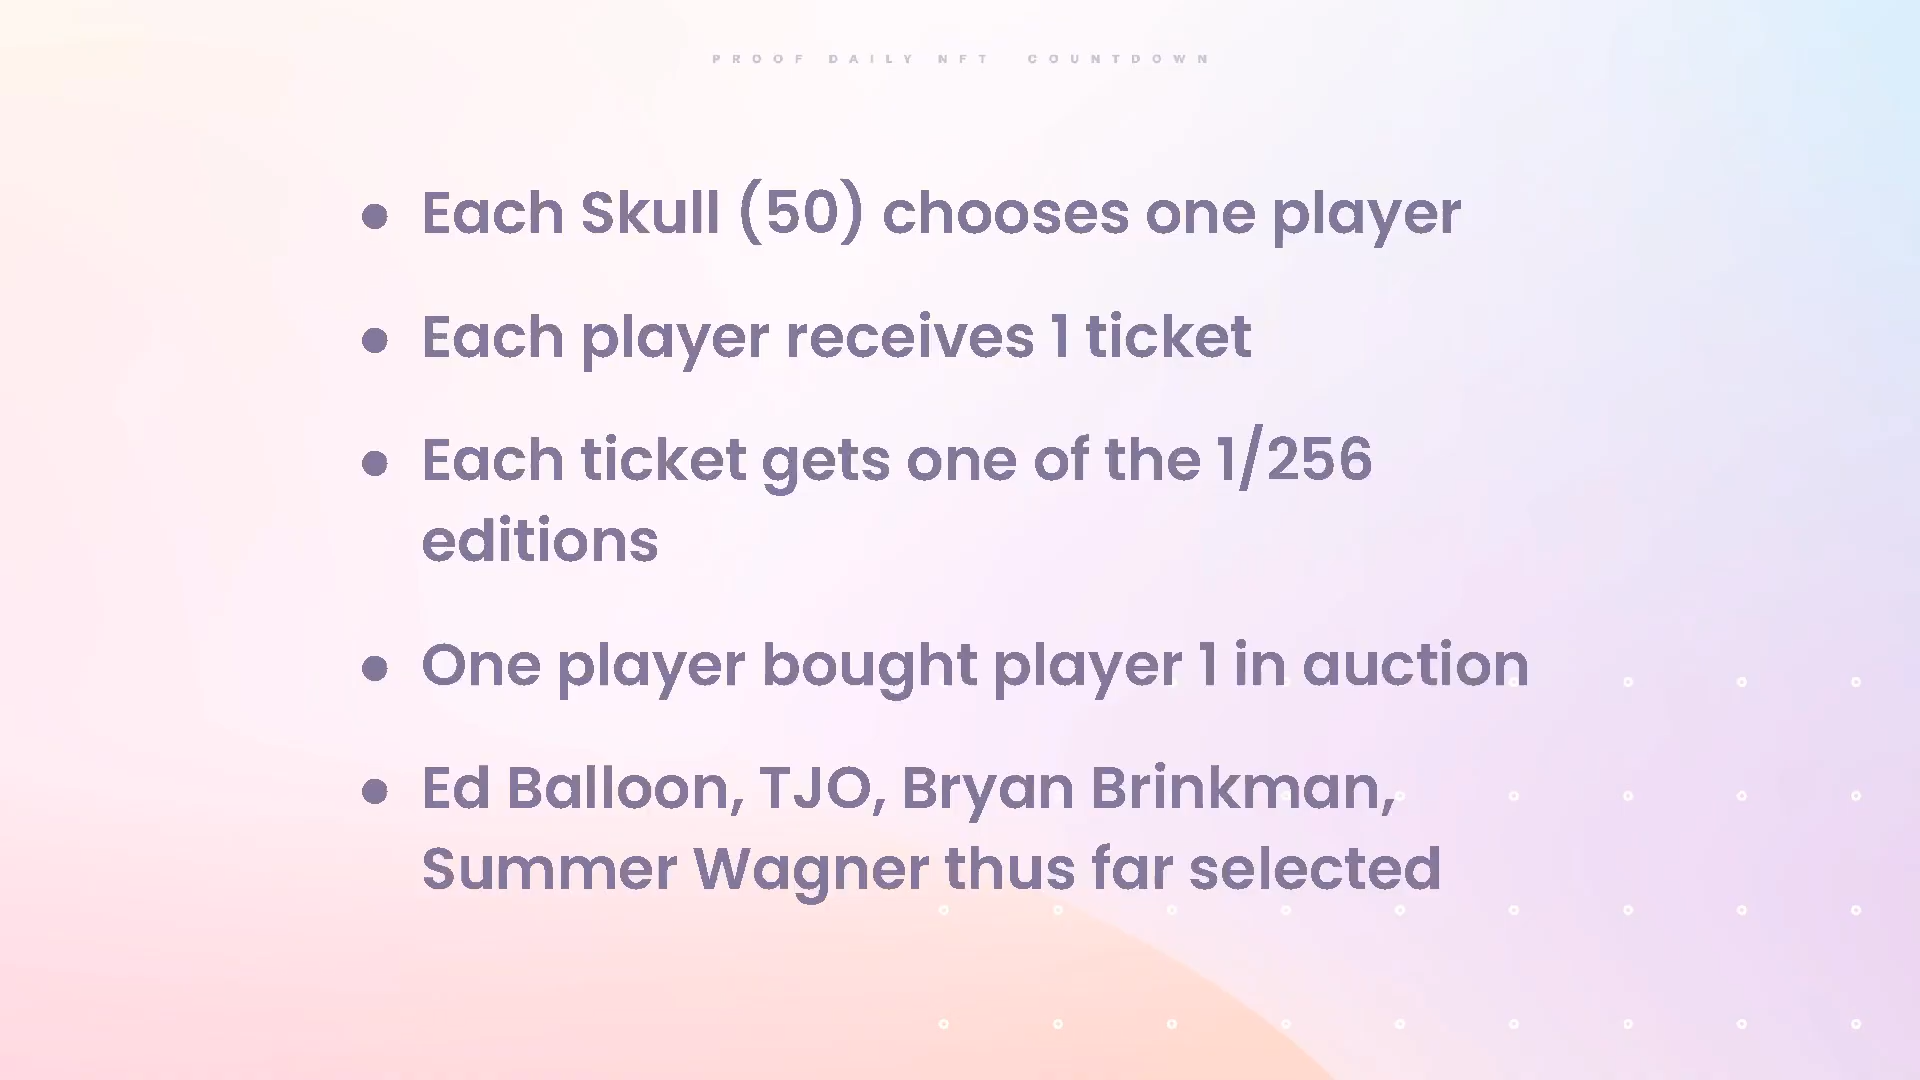 PROOF DAILY NFT COUNTDOWN
● Each Skull (50) chooses one player
● Each player receives 1 ticket
● Each ticket gets one of the 1/256
editions
● One player bought player 1 in auction
● Ed Balloon, TJO, Bryan Brinkman,
Summer Wagner thus far selected